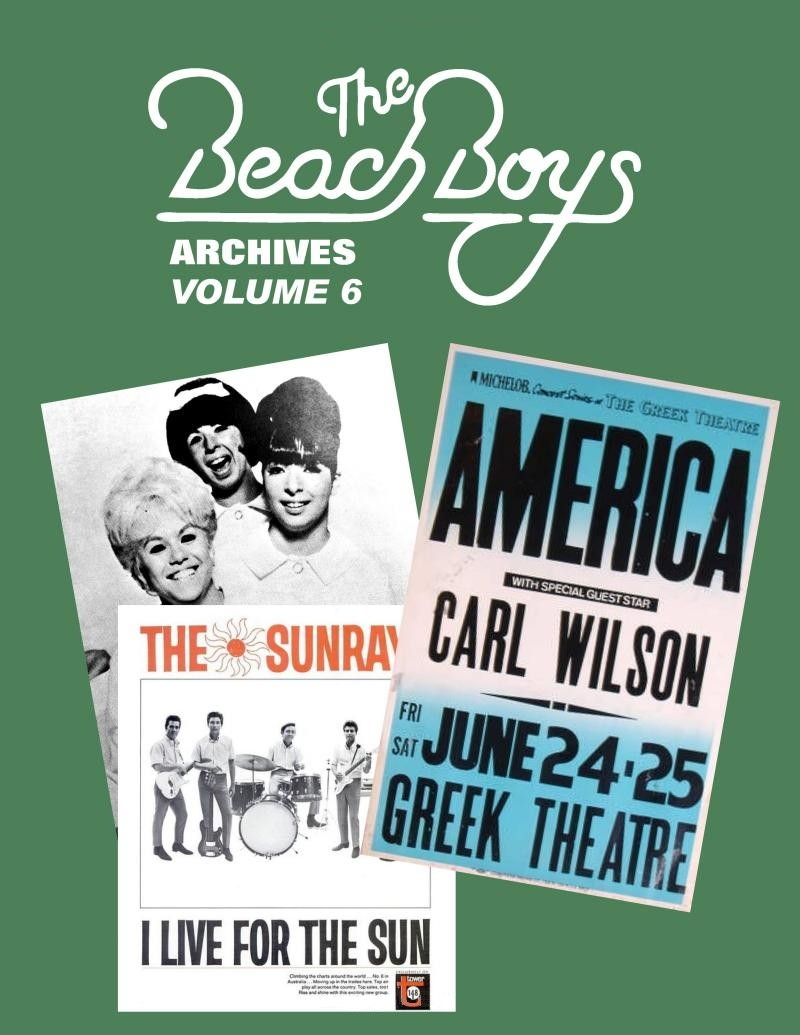 The
Beach Boys
ARCHIVES
VOLUME 6
MICHELOB. Concert Series at THE GREEK THEATRE
AMERICA
WITH SPECIAL GUEST STAR
CARL WILSON
FRI
SAT JUNE 24·25
GREEK THEATRE
THE SUNRAY
I LIVE FOR THE SUN
Climbing the charts around the world . . . No. 6 in
Australia . . . Moving up in the trades here. Top air
play all across the country. Top sales, too!
Rise and shine with this exciting new group.
tower
148